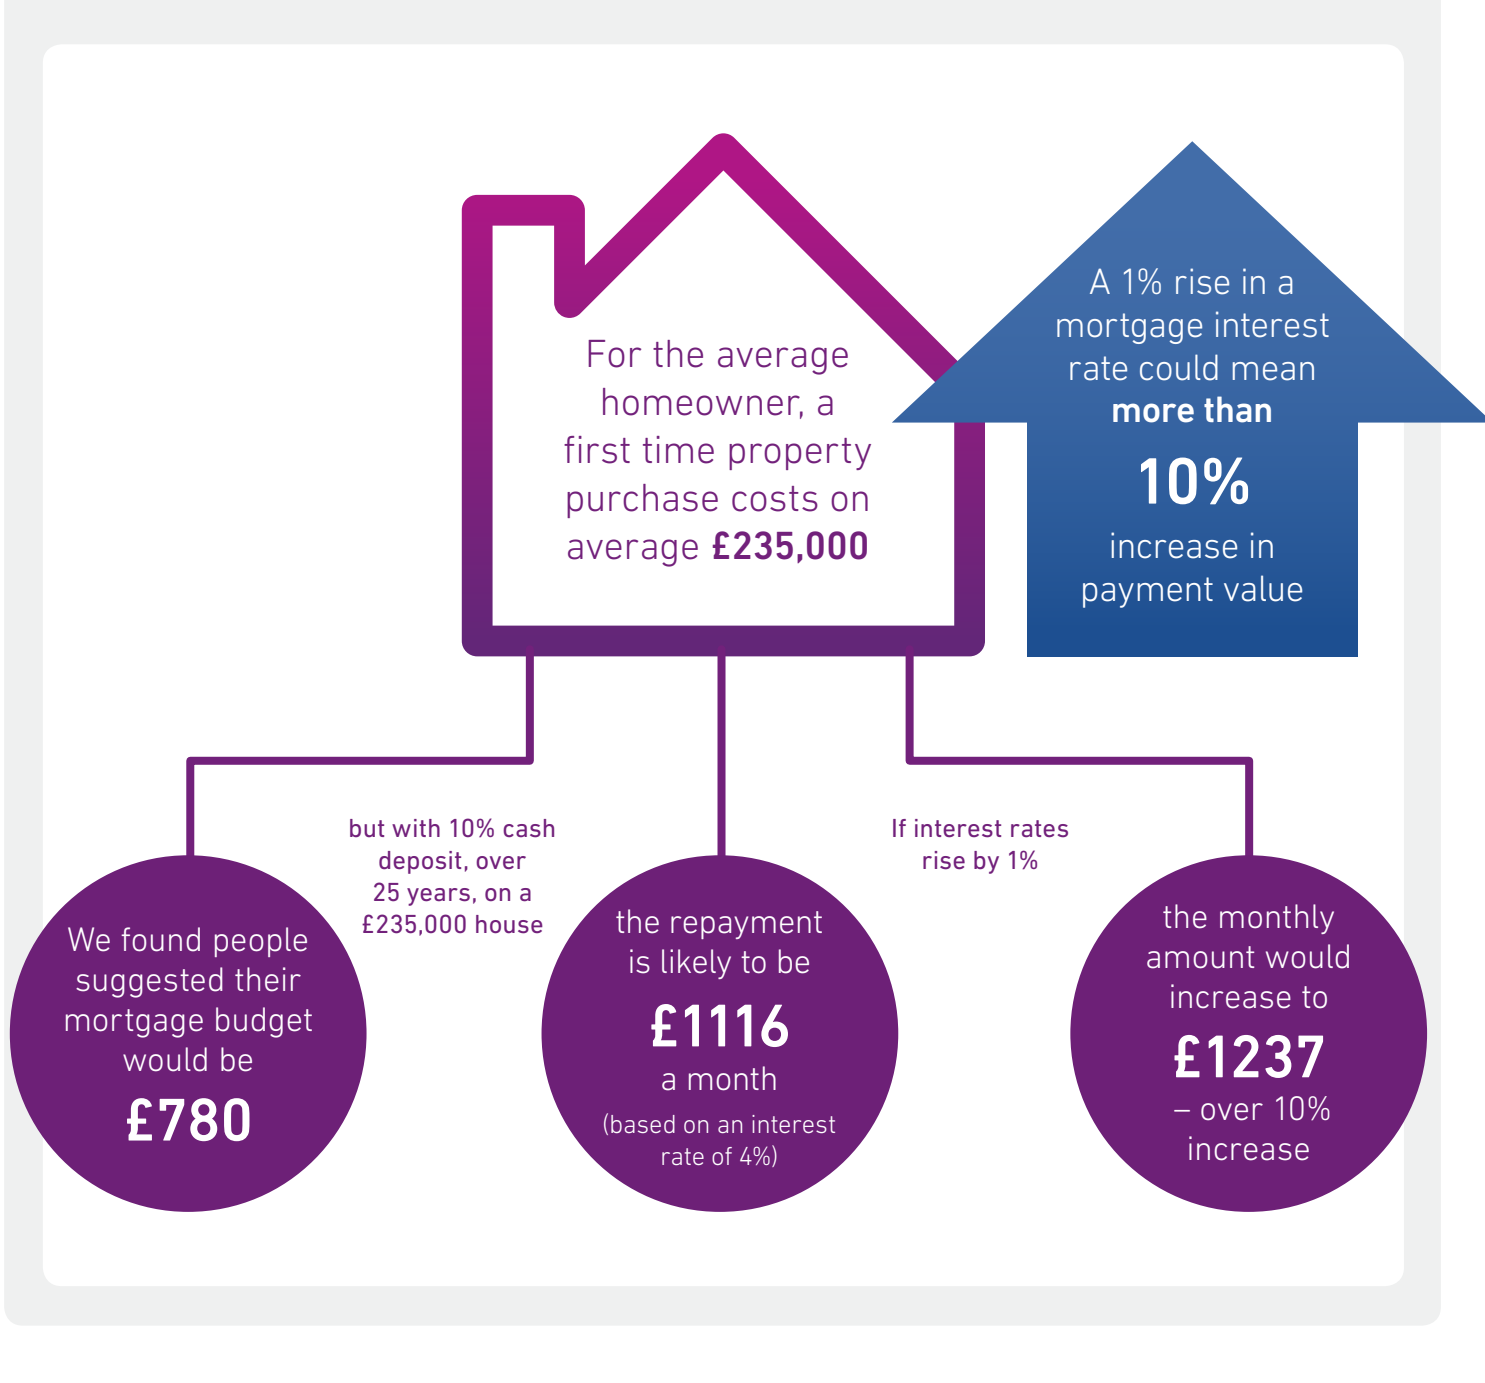 For the average
homeowner, a
first time property
purchase costs on
average £235,000
A 1% rise in a
mortgage interest
rate could mean
more than
10%
increase in
payment value
We found people
suggested their
mortgage budget
would be
£780
but with 10% cash
deposit, over
25 years, on a
£235,000 house
the repayment
is likely to be
£1116
a month
(based on an interest
rate of 4%)
If interest rates
rise by 1%
the monthly
amount would
increase to
£1237
– over 10%
increase